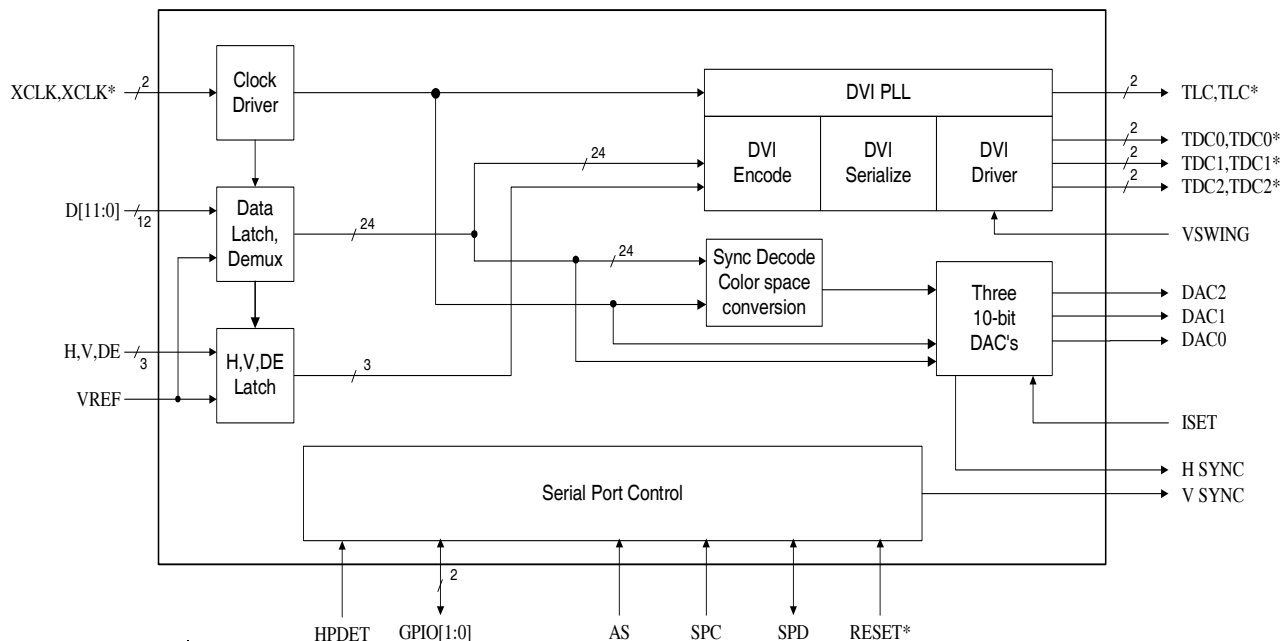 XCLK,XCLK*
2
Clock
Driver
DVI PLL
2
TLC,TLC*
DVI
Encode
DVI
Serialize
DVI
Driver
2
TDC0,TDC0*
2
TDC1,TDC1*
2
TDC2,TDC2*
24
D[11:0]
12
Data
Latch,
Demux
24
VSWING
24
Sync Decode
Color space
conversion
Three
10-bit
DAC's
DAC2
DAC1
DAC0
H,V,DE
3
H,V,DE
Latch
3
VREF
ISET
H SYNC
V SYNC
Serial Port Control
2
HPDET
GPIO[1:0]
AS
SPC
SPD
RESET*